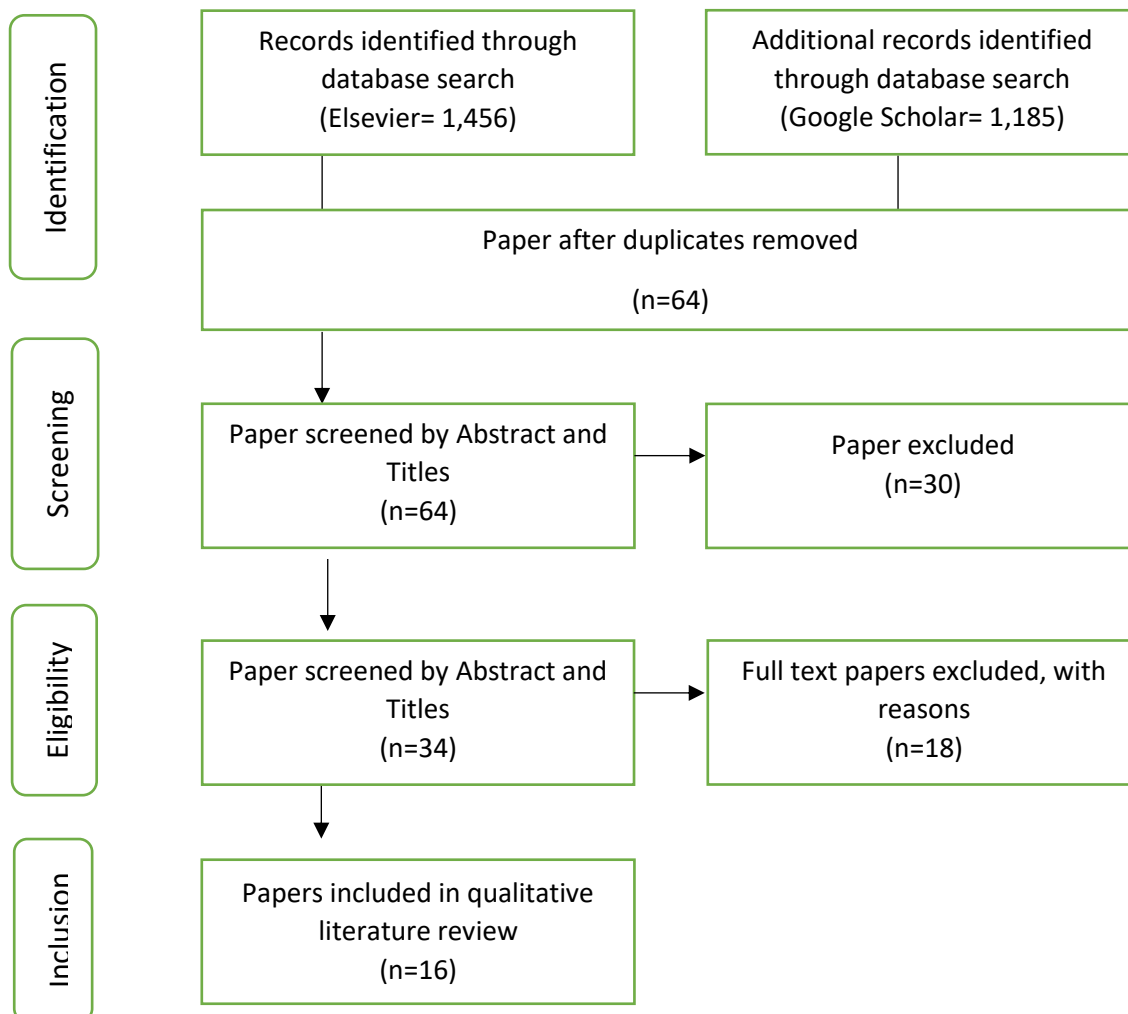 Identification
Records identified through
database search
(Elsevier= 1,456)
Additional records identified
through database search
(Google Scholar= 1,185)
Paper after duplicates removed
(n=64)
Screening
Paper screened by Abstract and
Titles
(n=64)
Paper excluded
(n=30)
Eligibility
Paper screened by Abstract and
Titles
(n=34)
Full text papers excluded, with
reasons
(n=18)
Inclusion
Papers included in qualitative
literature review
(n=16)